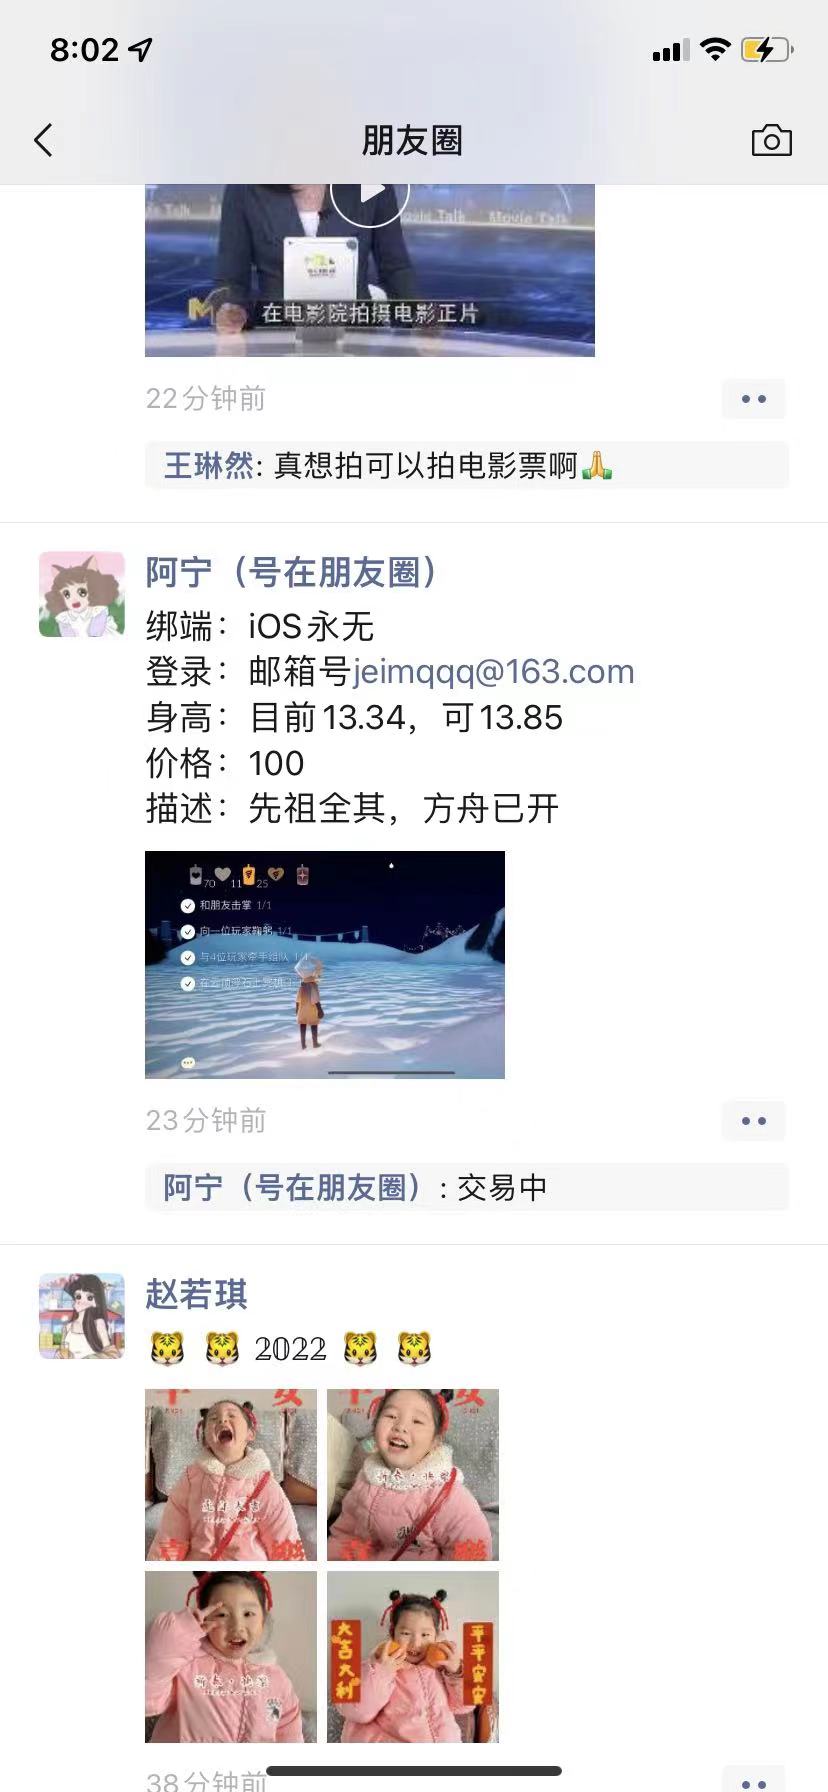 8:02
朋友圈
Movie Talk
在电影院拍摄电影正片
22分钟前
王琳然: 真想拍可以拍电影票啊🙏
阿宁（号在朋友圈）
绑端：iOS永无
登录：邮箱号jeimqqq@163.com
身高：目前13.34，可13.85
价格：100
描述：先祖全其，方舟已开
70 11 25
和朋友击掌 1/1
向一位玩家鞠躬 1/1
与4位玩家牵手组队 1/1
23分钟前
阿宁（号在朋友圈）: 交易中
赵若琪
🐯 🐯 2022 🐯 🐯
大吉大利
平平安安
38分钟前